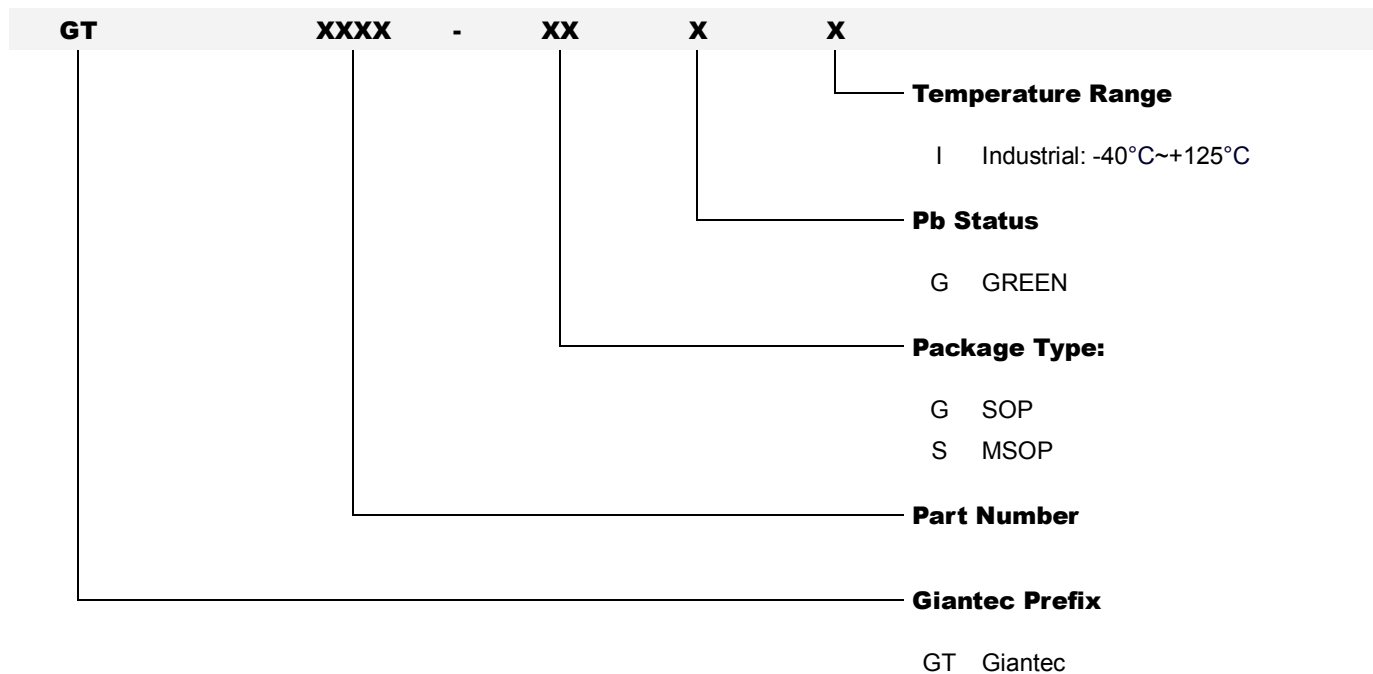 GT XXXX - XX X X
Temperature Range
I Industrial: -40°C~+125°C
Pb Status
G GREEN
Package Type:
G SOP
S MSOP
Part Number
Giantec Prefix
GT Giantec